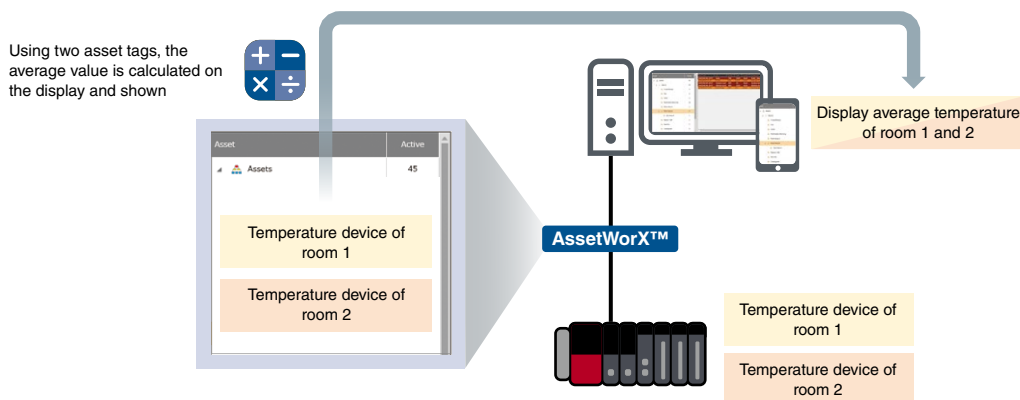 Using two asset tags, the
average value is calculated on
the display and shown
Asset Active
Assets 45
Temperature device of
room 1
Temperature device of
room 2
AssetWorX™
Display average temperature
of room 1 and 2
Temperature device of
room 1
Temperature device of
room 2